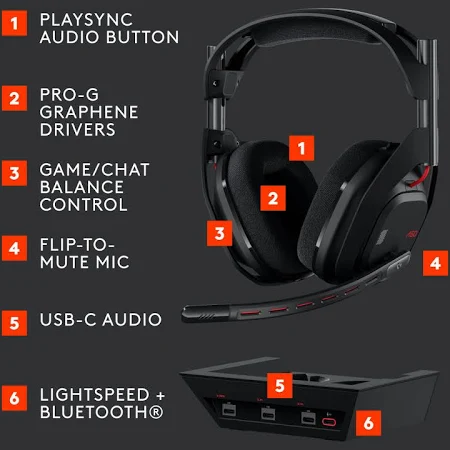 1 PLAYSYNC
AUDIO BUTTON
2 PRO-G
GRAPHENE
DRIVERS
3 GAME/CHAT
BALANCE
CONTROL
4 FLIP-TO-
MUTE MIC
5 USB-C AUDIO
6 LIGHTSPEED +
BLUETOOTH®
1
2
3
4
5
6